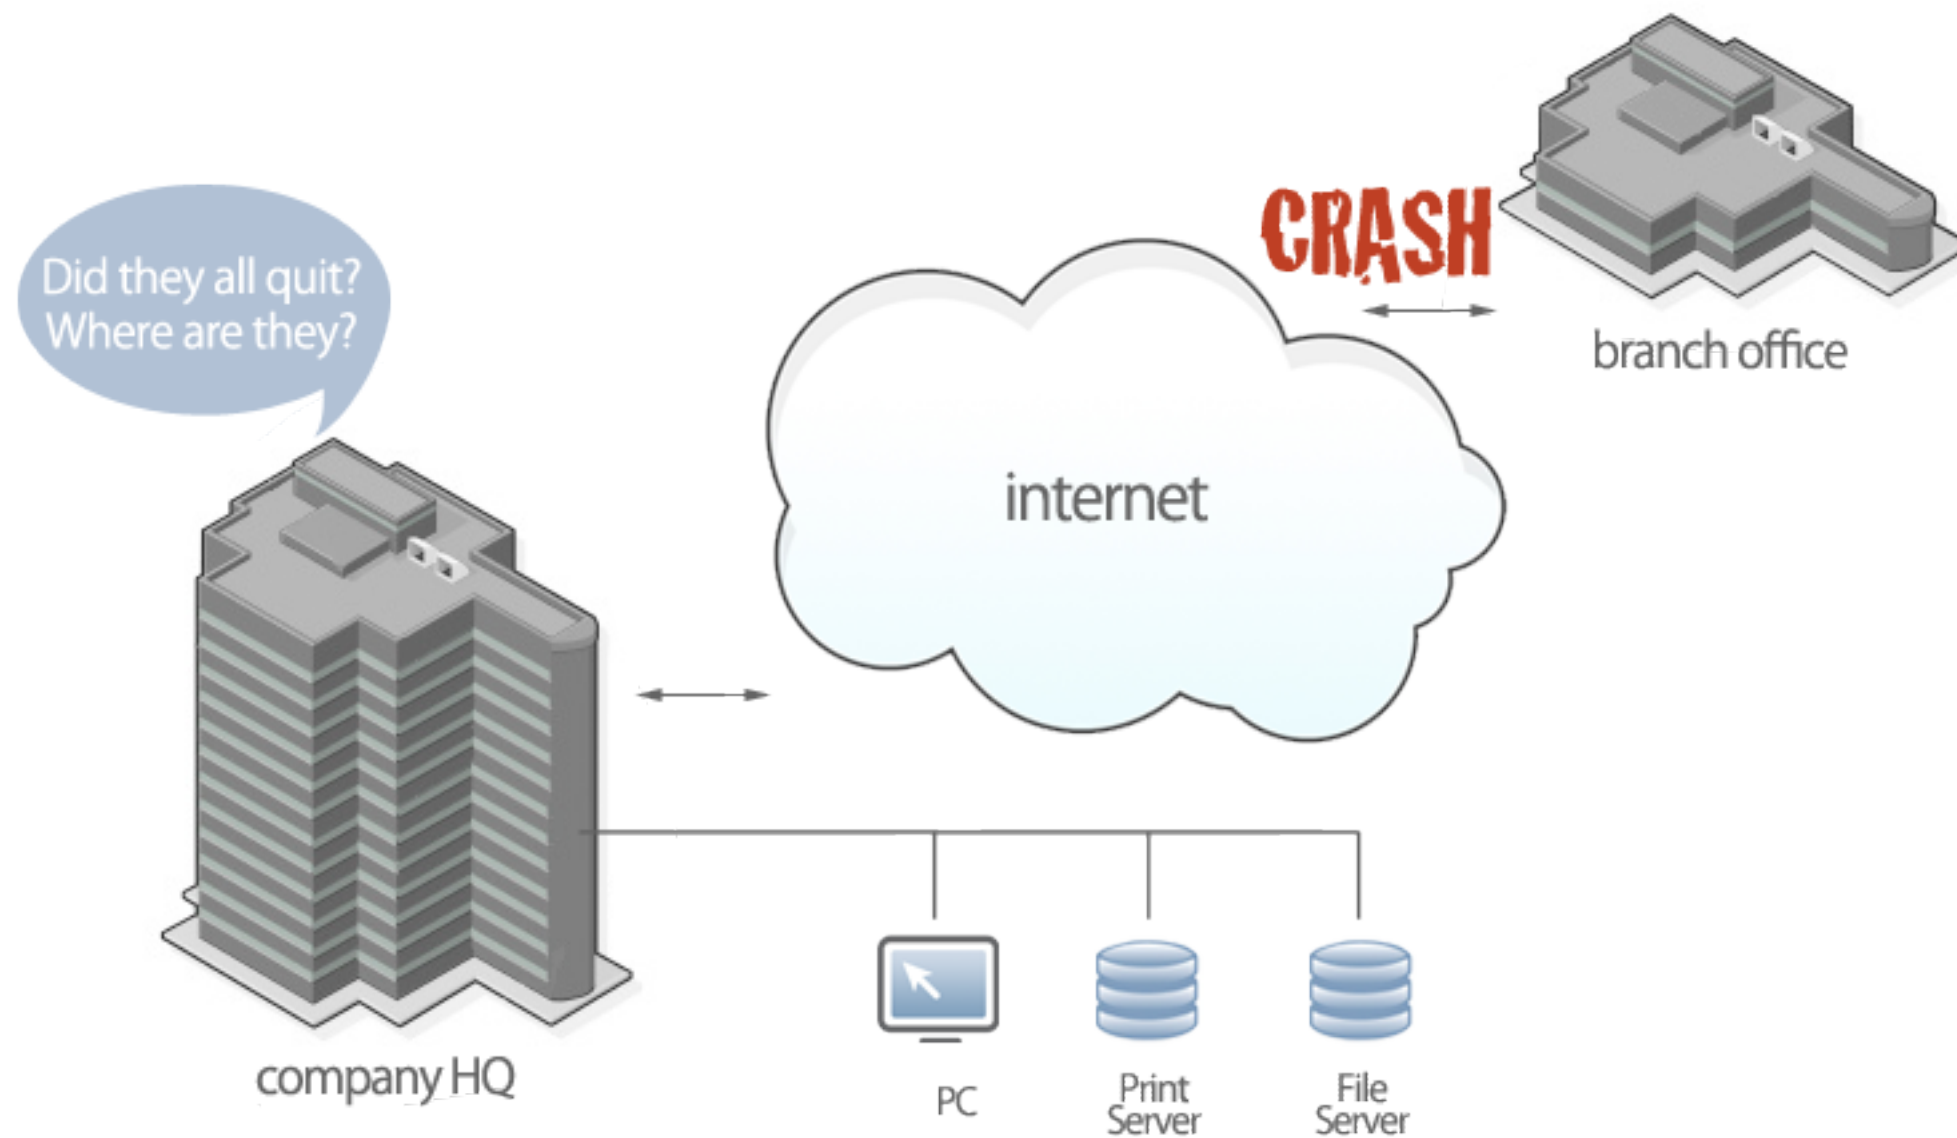 CRASH
Did they all quit?
Where are they?
branch office
internet
company HQ
PC
Print
Server
File
Server